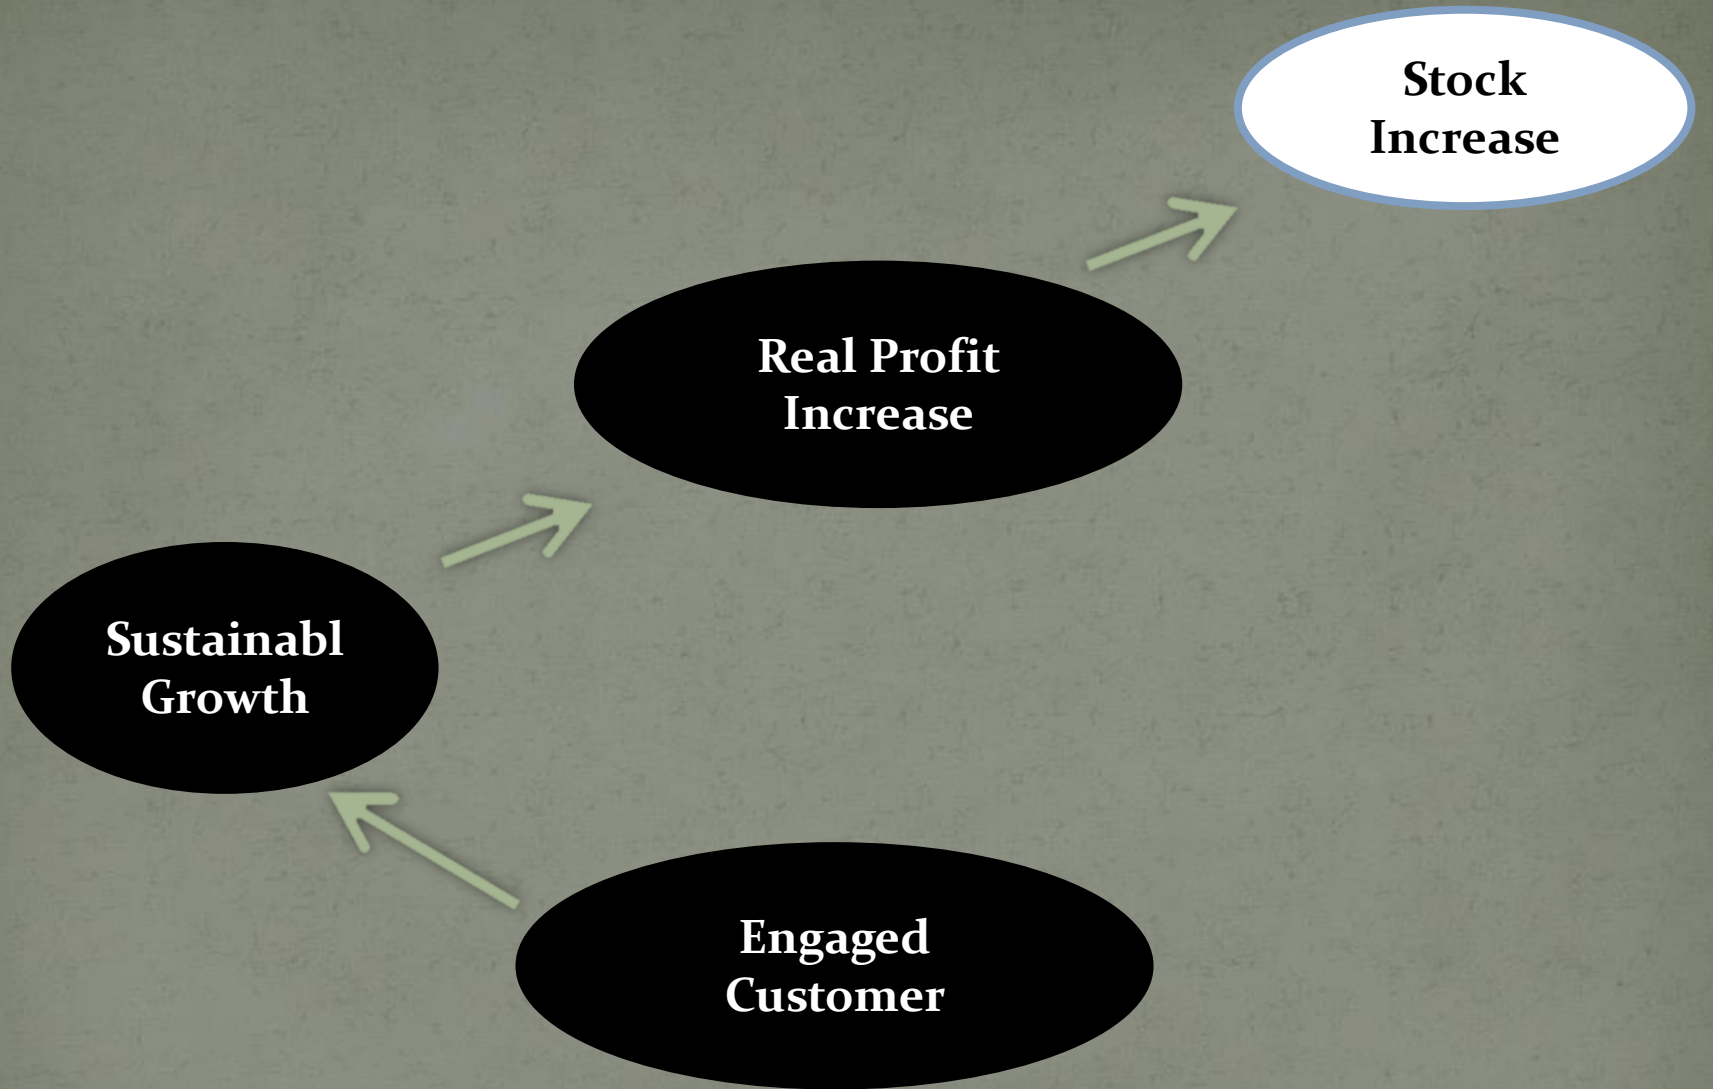 Stock
Increase
Real Profit
Increase
Sustainabl
Growth
Engaged
Customer